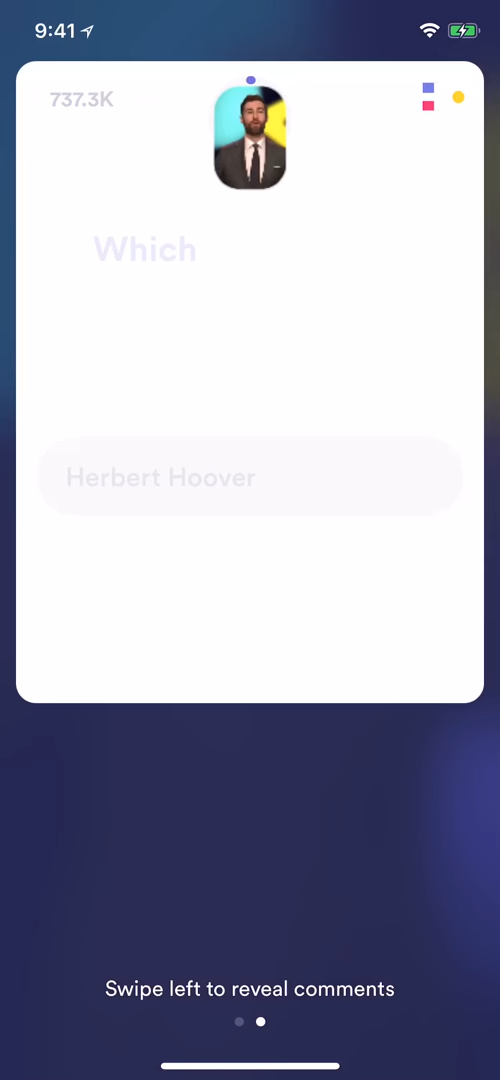 9:41
737.3K
Which
Herbert Hoover
Swipe left to reveal comments